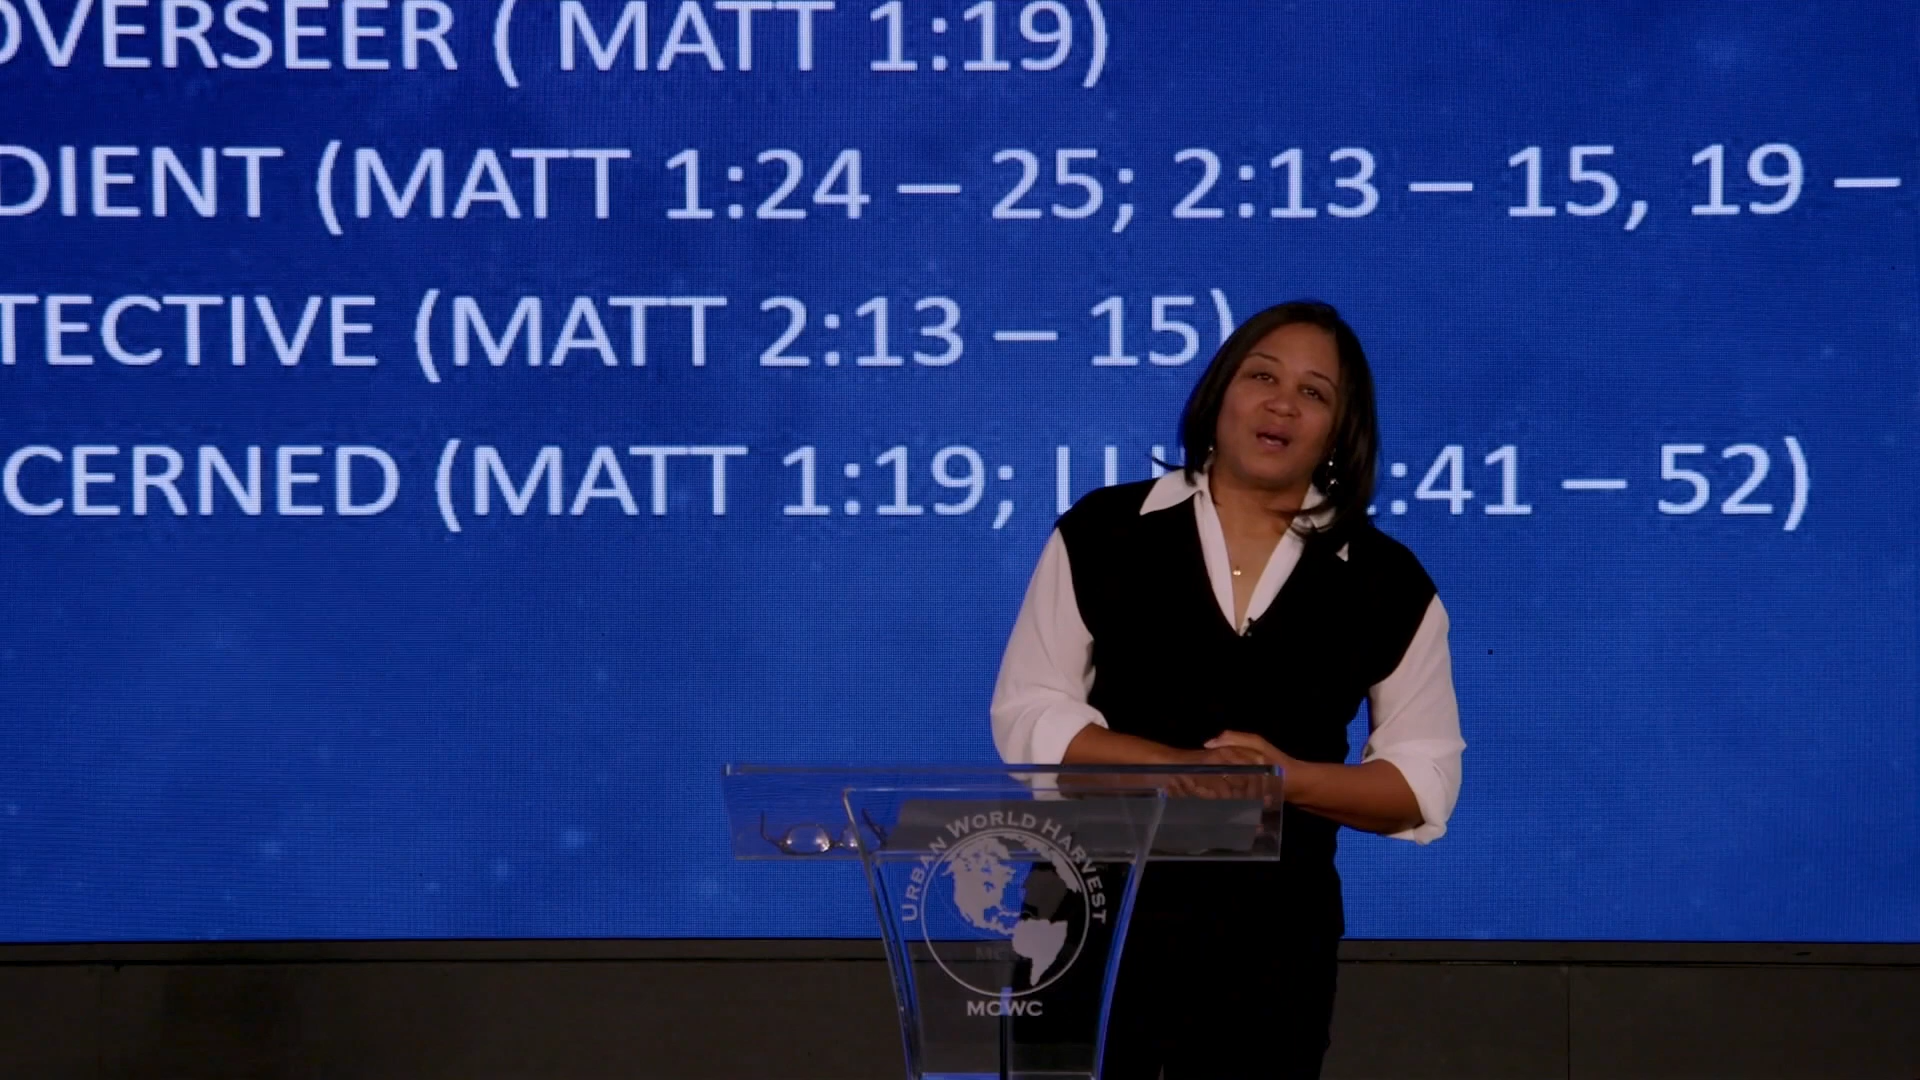 OVERSEER ( MATT 1:19)
DIENT (MATT 1:24 – 25; 2:13 – 15, 19 –
TECTIVE (MATT 2:13 – 15)
CERNED (MATT 1:19; LU :41 – 52)
URBAN WORLD HARVEST
MCWC